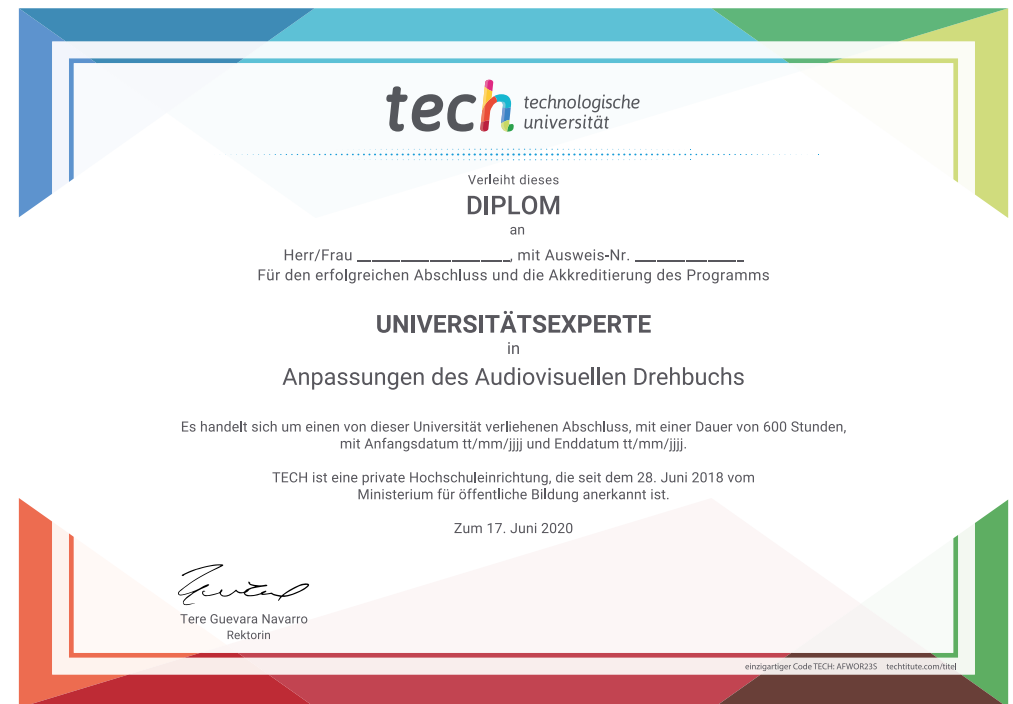 tech technologische
universität
Verleiht dieses
DIPLOM
an
Herr/Frau ____________________, mit Ausweis-Nr. ______________
Für den erfolgreichen Abschluss und die Akkreditierung des Programms
UNIVERSITÄTSEXPERTE
in
Anpassungen des Audiovisuellen Drehbuchs
Es handelt sich um einen von dieser Universität verliehenen Abschluss, mit einer Dauer von 600 Stunden,
mit Anfangsdatum tt/mm/jjjj und Enddatum tt/mm/jjjj.
TECH ist eine private Hochschuleinrichtung, die seit dem 28. Juni 2018 vom
Ministerium für öffentliche Bildung anerkannt ist.
Zum 17. Juni 2020
Tere Guevara Navarro
Rektorin
einzigartiger Code TECH: AFWOR23S techtitute.com/titel